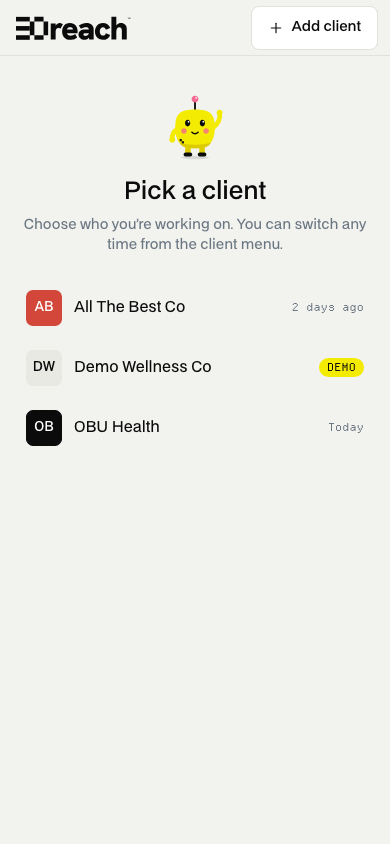 EOreach
+ Add client
Pick a client
Choose who you're working on. You can switch any
time from the client menu.
AB All The Best Co 2 days ago
DW Demo Wellness Co DEMO
OB OBU Health Today